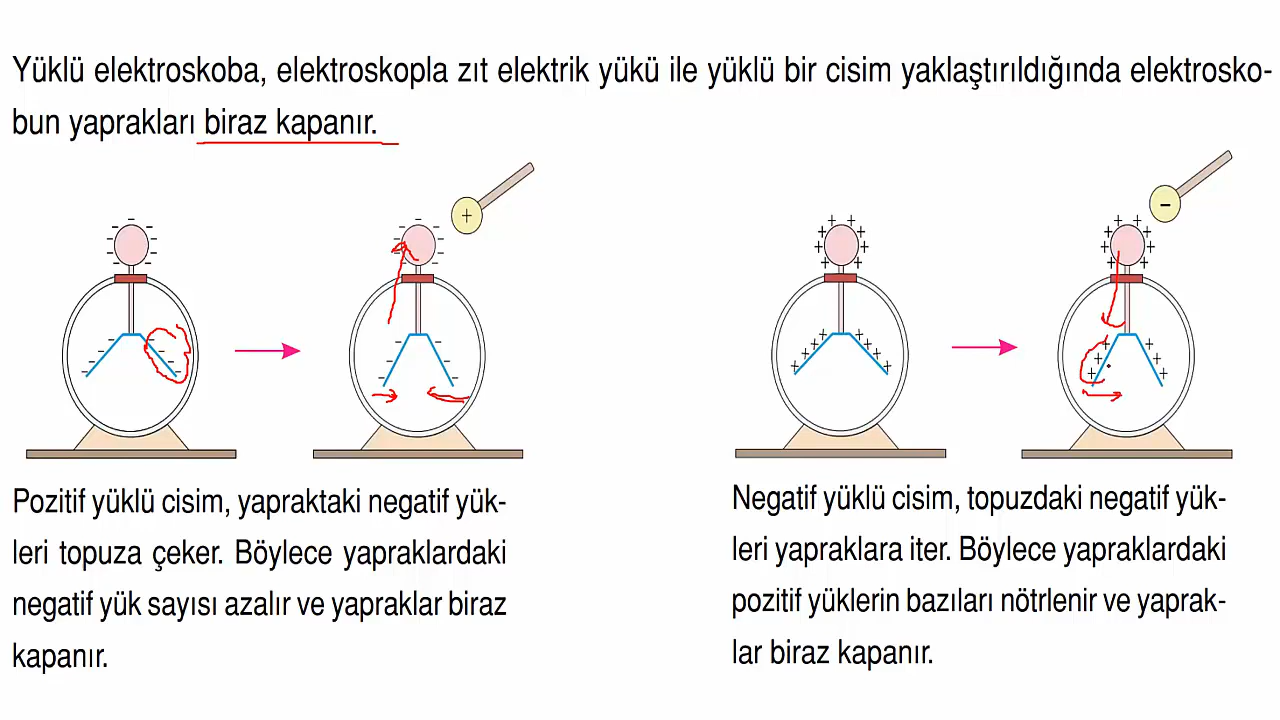 Yüklü elektroskoba, elektroskopla zıt elektrik yükü ile yüklü bir cisim yaklaştırıldığında elektrosko-
bun yaprakları biraz kapanır.
Pozitif yüklü cisim, yapraktaki negatif yük-
leri topuza çeker. Böylece yapraklardaki
negatif yük sayısı azalır ve yapraklar biraz
kapanır.
Negatif yüklü cisim, topuzdaki negatif yük-
leri yapraklara iter. Böylece yapraklardaki
pozitif yüklerin bazıları nötrlenir ve yaprak-
lar biraz kapanır.